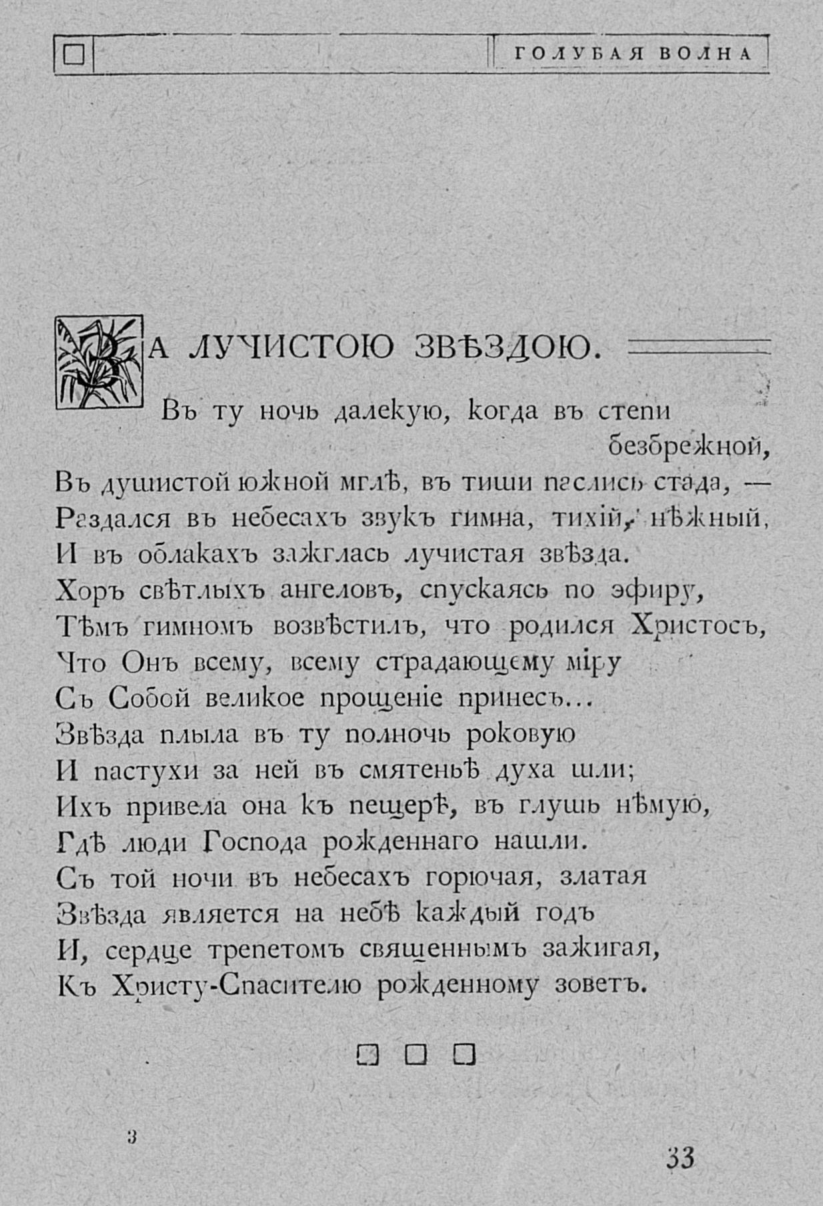 ГОЛУБАЯ ВОЛНА
ЗА ЛУЧИСТОЮ ЗВѢЗДОЮ.
Въ ту ночь далекую, когда въ степи
безбрежной,
Въ душистой южной мглѣ, въ тиши паслись стада, —
Раздался въ небесахъ звукъ гимна, тихій, нѣжный,
И въ облакахъ зажглась лучистая звѣзда.
Хоръ свѣтлыхъ ангеловъ, спускаясь по эфиру,
Тѣмъ гимномъ возвѣстилъ, что родился Христосъ,
Что Онъ всему, всему страдающему міру
Съ Собой великое прощеніе принесъ...
Звѣзда плыла въ ту полночь роковую
И пастухи за ней въ смятеньѣ духа шли;
Ихъ привела она къ пещерѣ, въ глушь нѣмую,
Гдѣ люди Господа рожденнаго нашли.
Съ той ночи въ небесахъ горючая, златая
Звѣзда является на небѣ каждый годъ
И, сердце трепетомъ священнымъ зажигая,
Къ Христу-Спасителю рожденному зоветъ.
3
33